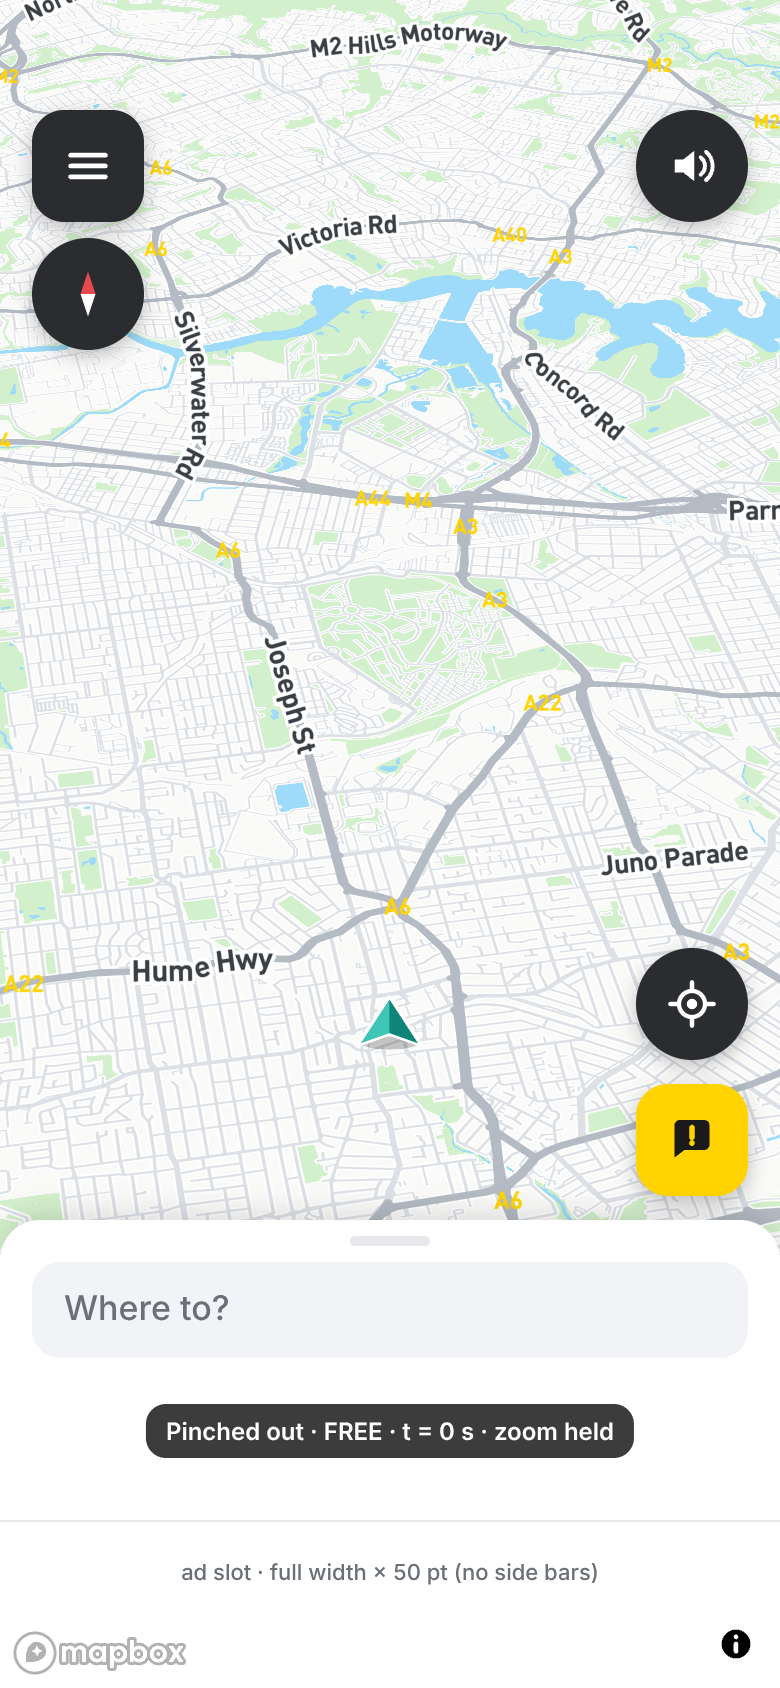 M2 Hills Motorway
M2
M2
M2
A6
Victoria Rd
A40
A6
A3
Silverwater Rd
Concord Rd
A44
M4
Parr
A3
A6
A3
Joseph St
A22
Juno Parade
A6
A3
Hume Hwy
A22
A6
Where to?
Pinched out · FREE · t = 0 s · zoom held
ad slot · full width × 50 pt (no side bars)
mapbox